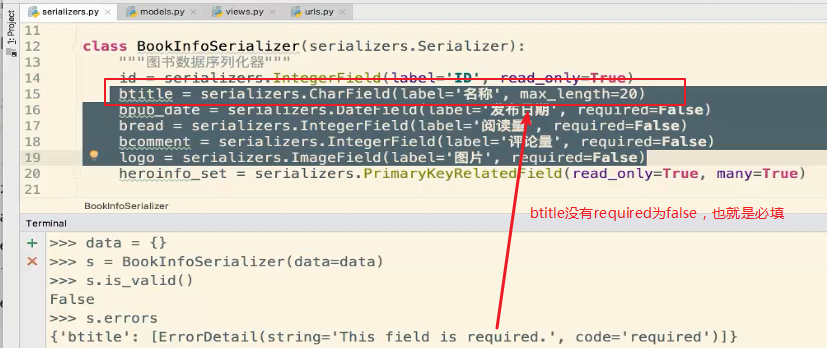 serializers.py × models.py × views.py × urls.py ×
1: Project
11
12 class BookInfoSerializer(serializers.Serializer):
13 """图书数据序列化器"""
14 id = serializers.IntegerField(label='ID', read_only=True)
15 btitle = serializers.CharField(label='名称', max_length=20)
16 bpub_date = serializers.DateField(label='发布日期', required=False)
17 bread = serializers.IntegerField(label='阅读量', required=False)
18 bcomment = serializers.IntegerField(label='评论量', required=False)
19 logo = serializers.ImageField(label='图片', required=False)
20 heroinfo_set = serializers.PrimaryKeyRelatedField(read_only=True, many=True)
21
BookInfoSerializer
btitle没有required为false，也就是必填
Terminal
>>> data = {}
>>> s = BookInfoSerializer(data=data)
>>> s.is_valid()
False
>>> s.errors
{'btitle': [ErrorDetail(string='This field is required.', code='required')]}